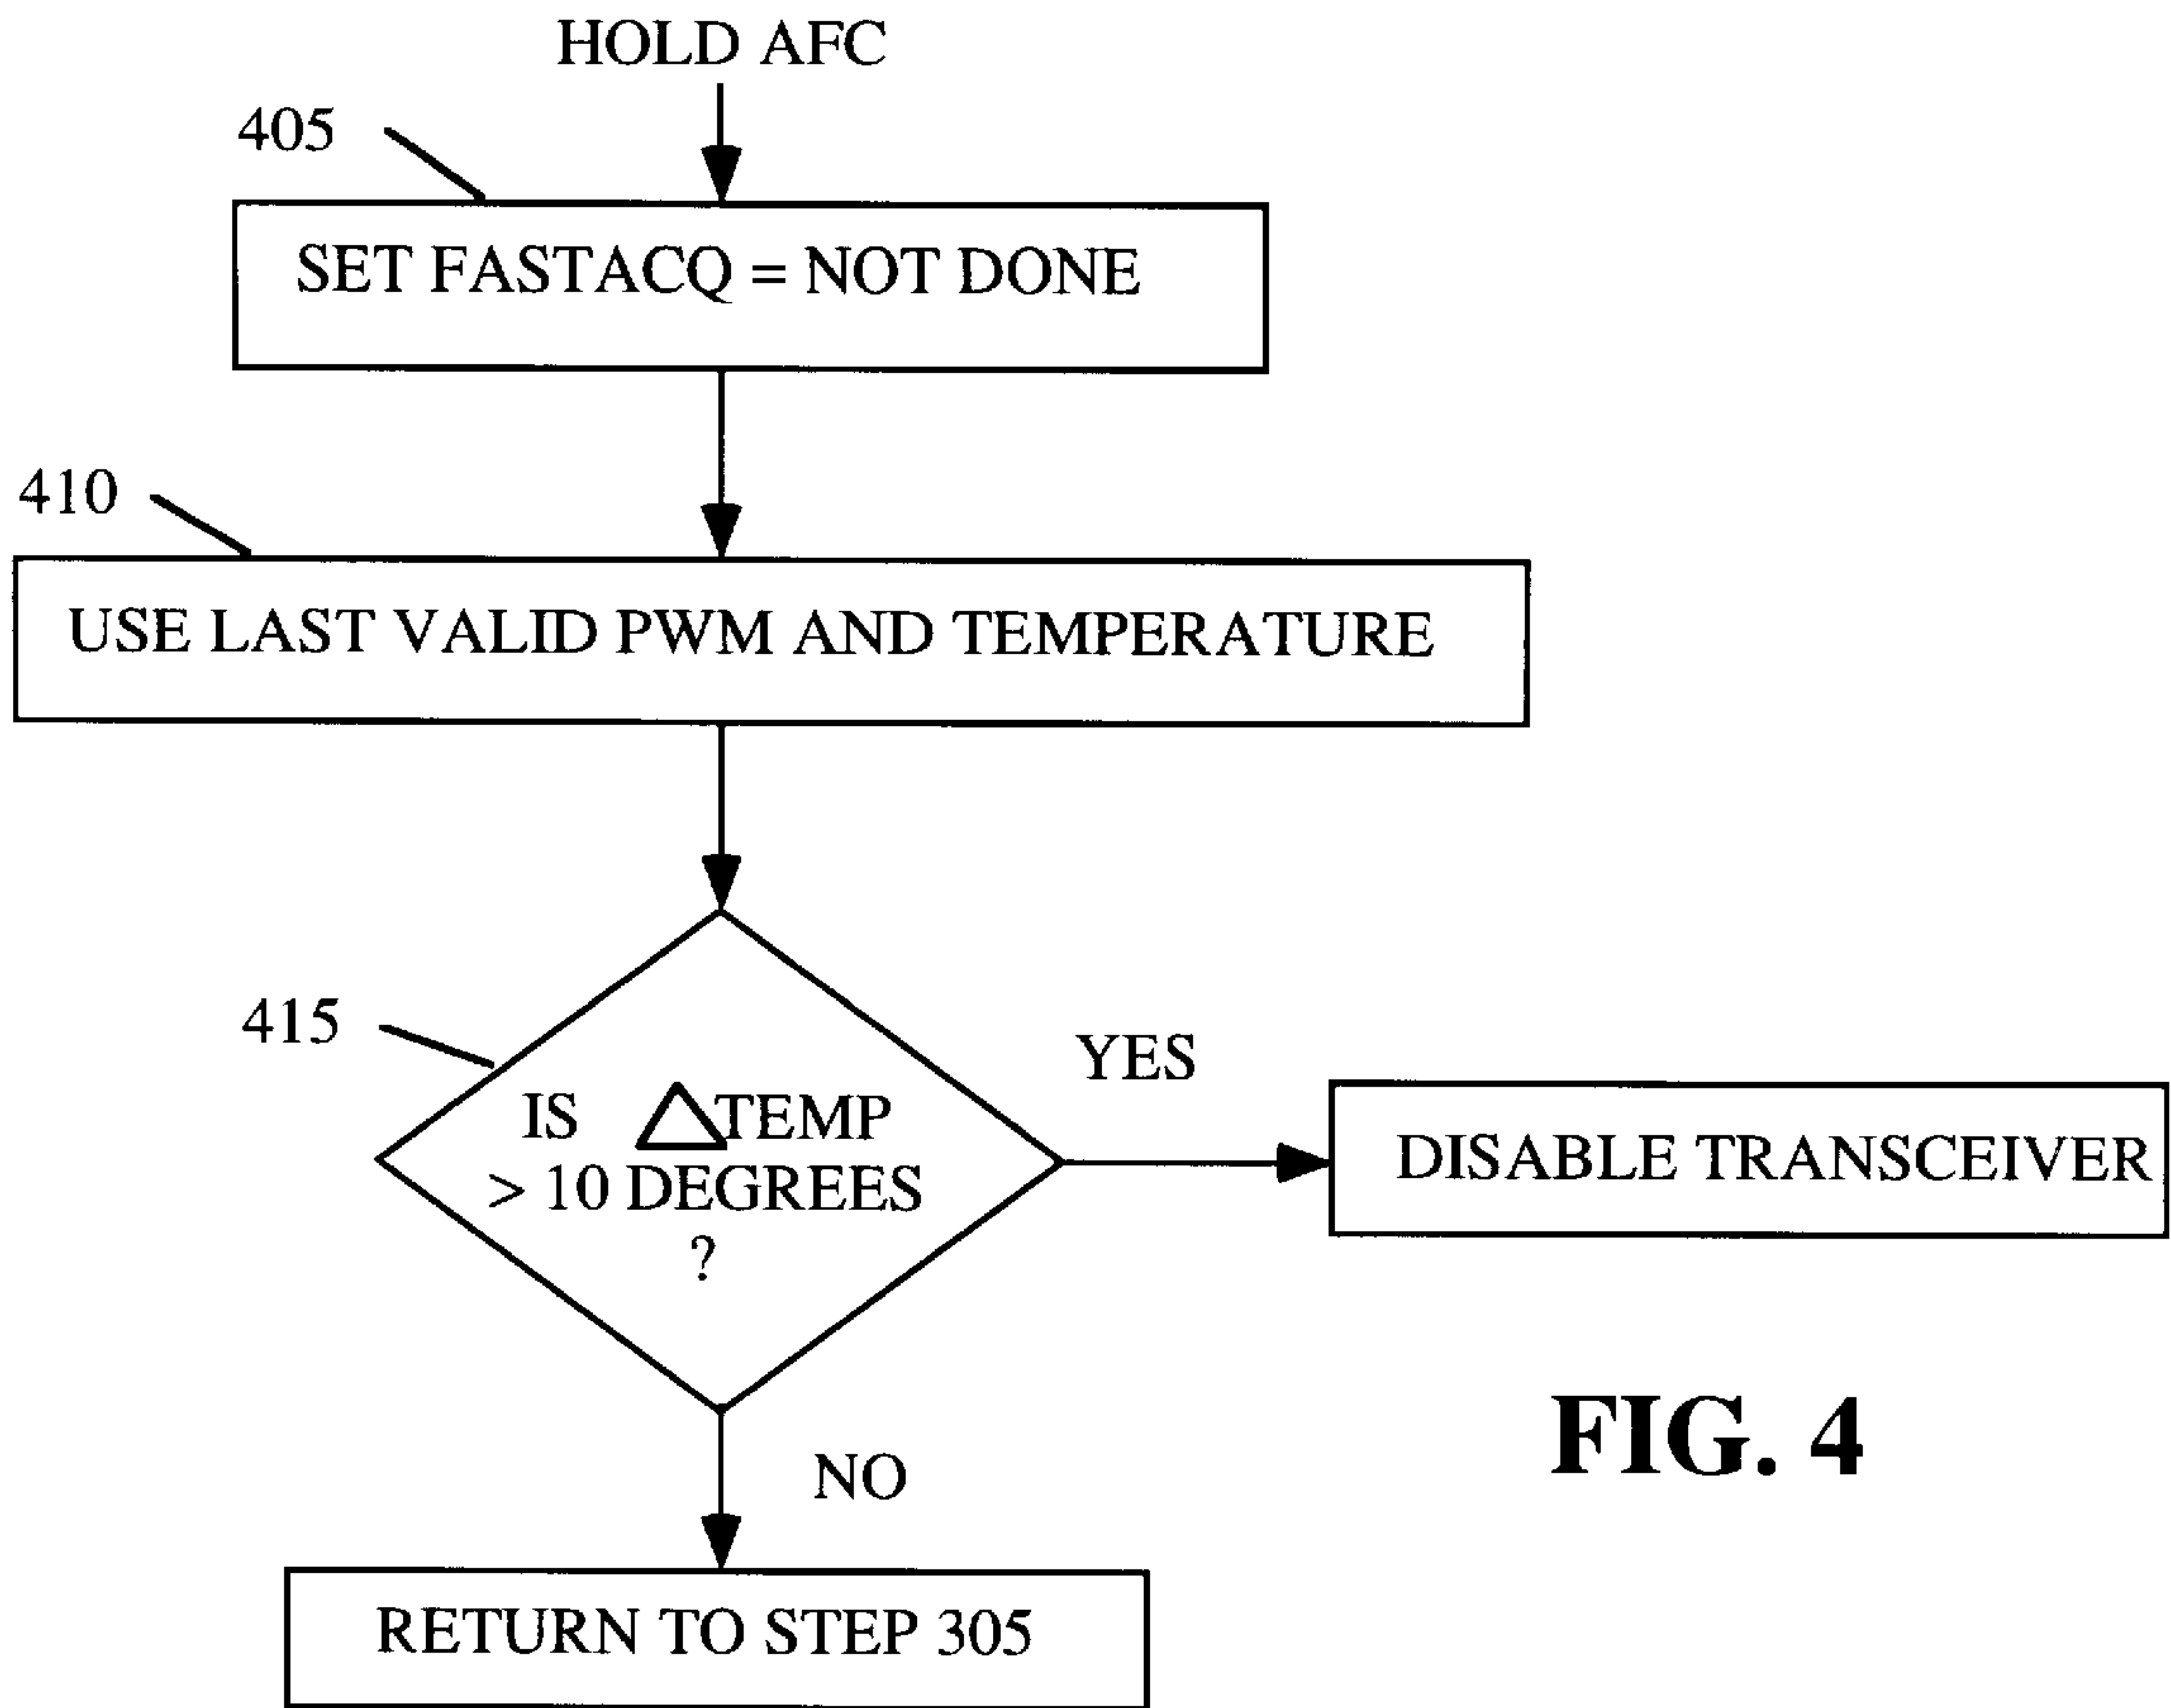 HOLD AFC
405
SET FASTACQ = NOT DONE
410
USE LAST VALID PWM AND TEMPERATURE
415
IS △TEMP
> 10 DEGREES
?
YES
DISABLE TRANSCEIVER
NO
RETURN TO STEP 305
FIG. 4